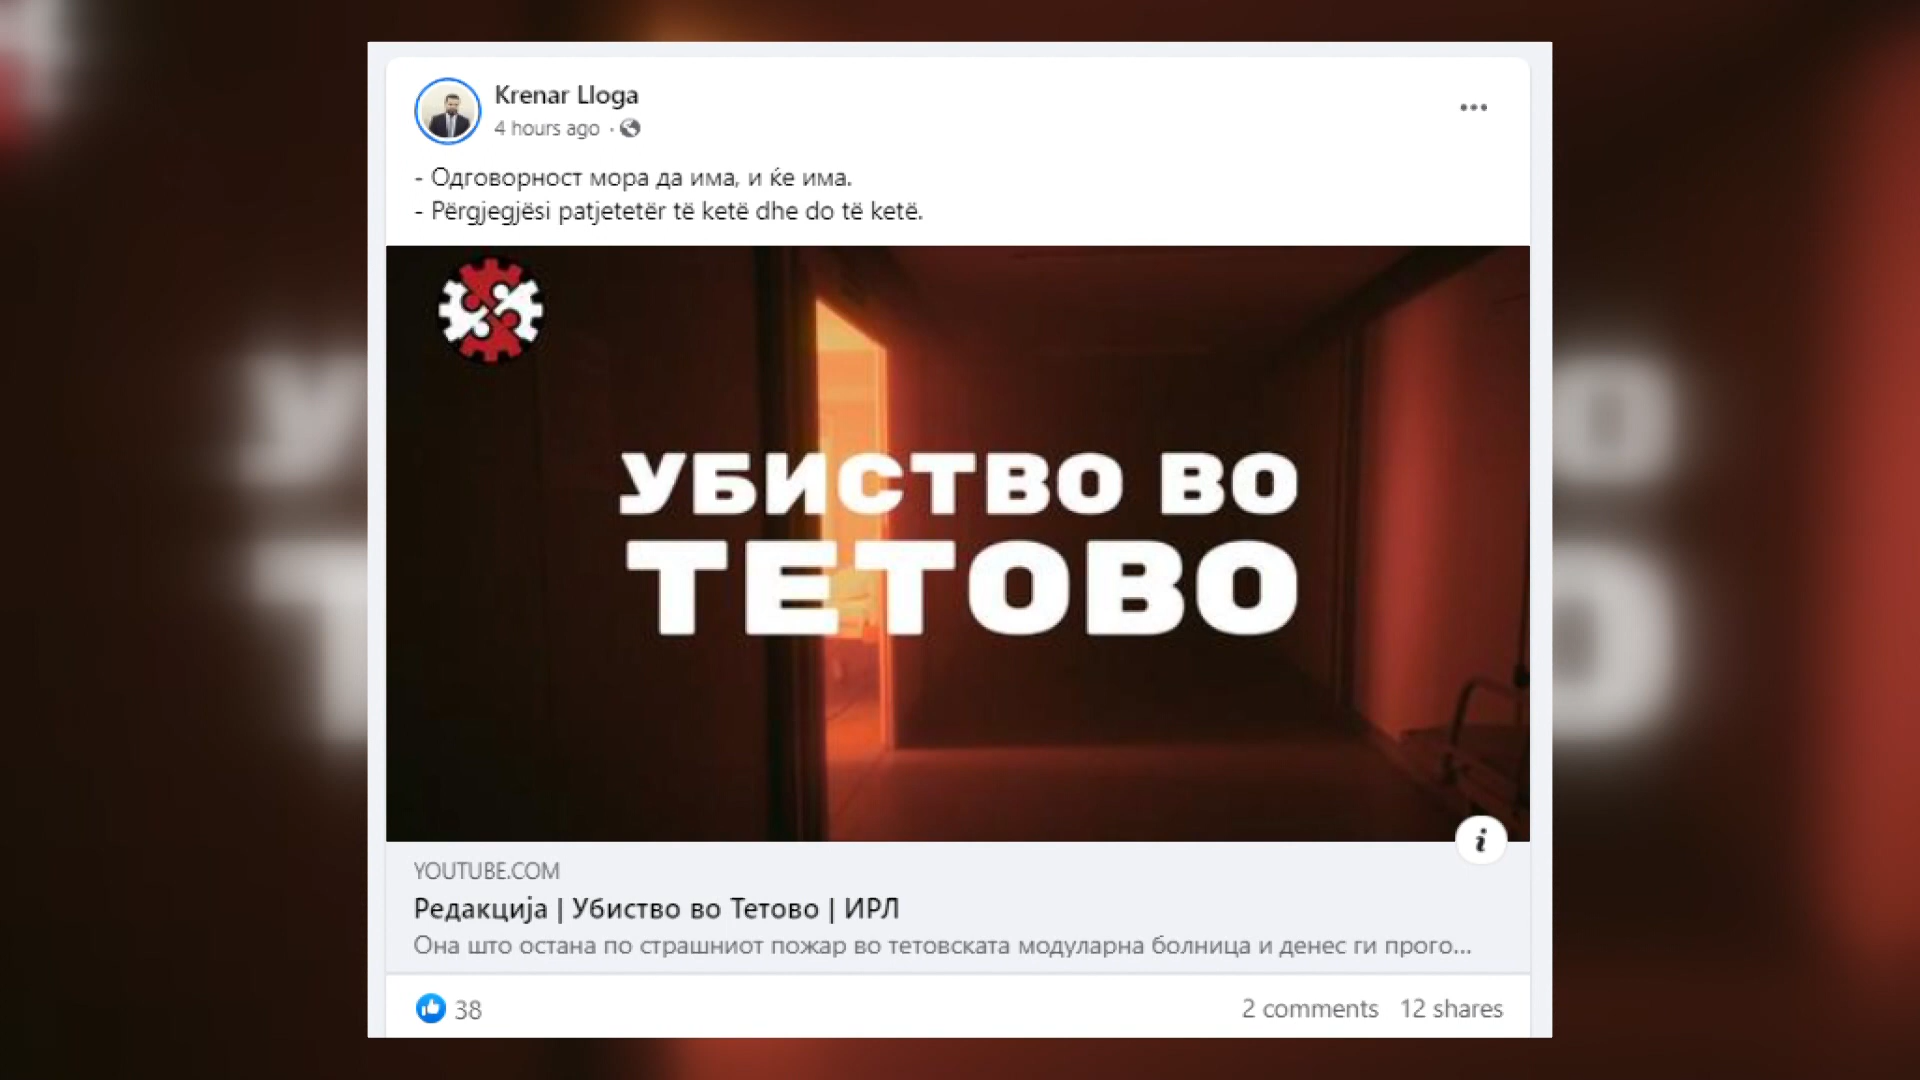 Krenar Lloga
4 hours ago
- Одговорност мора да има, и ќе има.
- Përgjegjësi patjetetër të ketë dhe do të ketë.
УБИСТВО ВО
ТЕТОВО
YOUTUBE.COM
Редакција | Убиство во Тетово | ИРЛ
Она што остана по страшниот пожар во тетовската модуларна болница и денес ги прого...
38
2 comments 12 shares